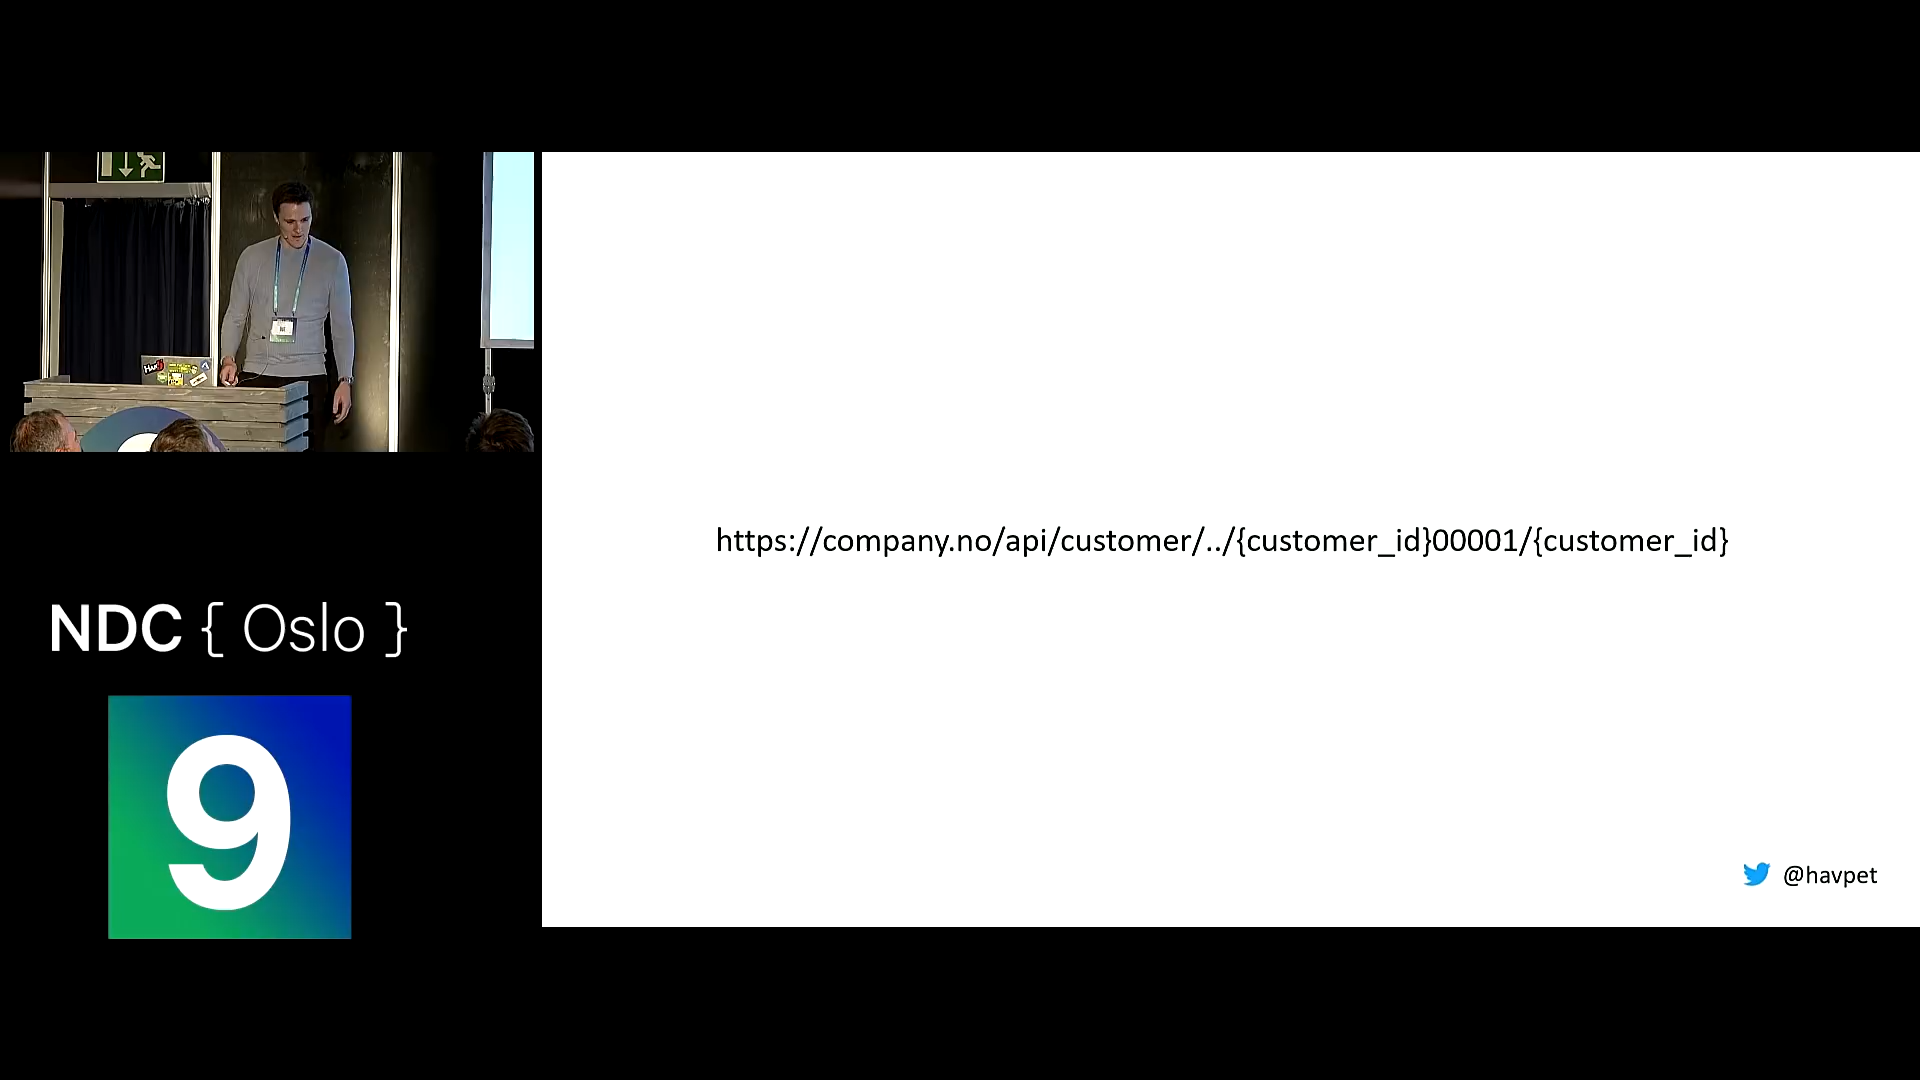 NDC { Oslo }
9
https://company.no/api/customer/../{customer_id}00001/{customer_id}
@havpet